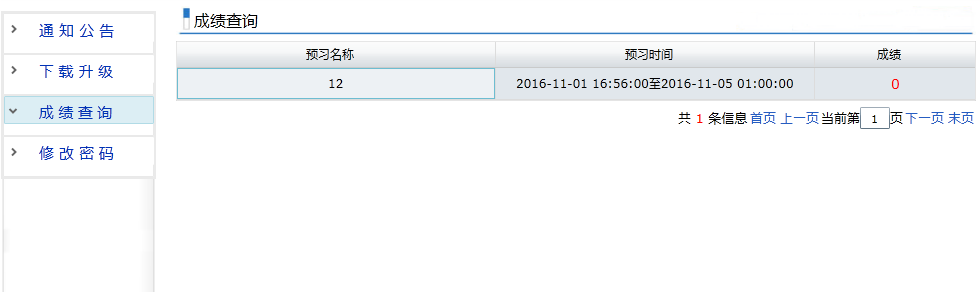 通知公告
下载升级
成绩查询
修改密码
成绩查询
预习名称 预习时间 成绩
12 2016-11-01 16:56:00至2016-11-05 01:00:00 0
共 1 条信息 首页 上一页 当前第 1 页 下一页 末页